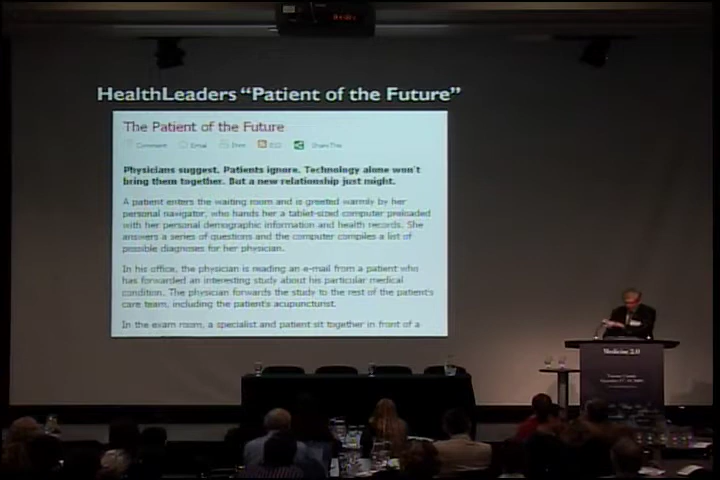 HealthLeaders “Patient of the Future”
The Patient of the Future
Comment Email Print RSS Share This
Physicians suggest. Patients ignore. Technology alone won't
bring them together. But a new relationship just might.
A patient enters the waiting room and is greeted warmly by her
personal navigator, who hands her a tablet-sized computer preloaded
with her personal demographic information and health records. She
answers a series of questions and the computer compiles a list of
possible diagnoses for her physician.
In his office, the physician is reading an e-mail from a patient who
has forwarded an interesting study about his particular medical
condition. The physician forwards the study to the rest of the patient's
care team, including the patient's acupuncturist.
In the exam room, a specialist and patient sit together in front of a
Medicine 2.0